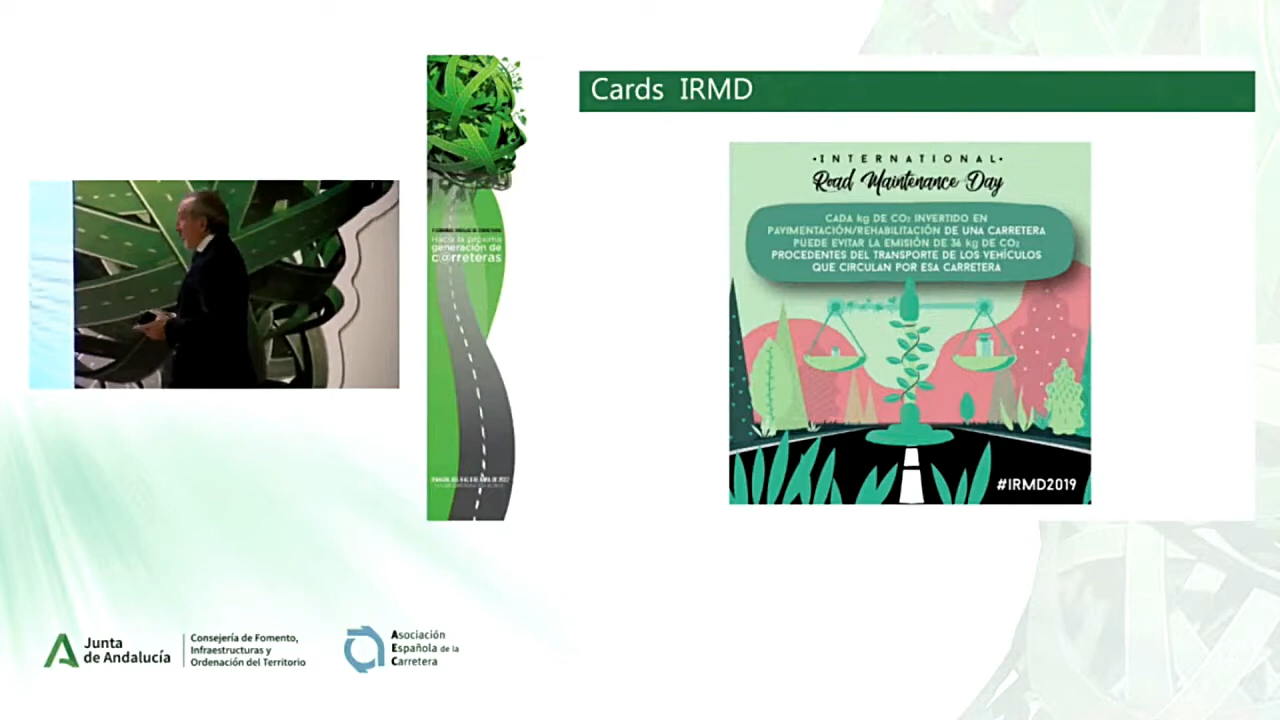 Cards IRMD
·INTERNATIONAL·
Road Maintenance Day
CADA kg DE CO₂ INVERTIDO EN
PAVIMENTACIÓN/REHABILITACIÓN DE UNA CARRETERA
PUEDE EVITAR LA EMISIÓN DE 36 kg DE CO₂
PROCEDENTES DEL TRANSPORTE DE LOS VEHÍCULOS
QUE CIRCULAN POR ESA CARRETERA
#IRMD2019
Hacia la próxima
generación de
c@rreteras
Junta
de Andalucía
Consejería de Fomento,
Infraestructuras y
Ordenación del Territorio
Asociación
Española de la
Carretera